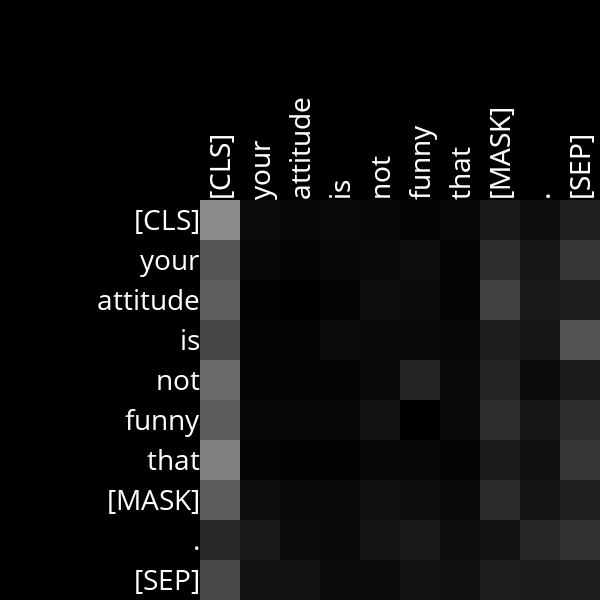 [CLS] your attitude is not funny that [MASK] . [SEP]
[CLS]
your
attitude
is
not
funny
that
[MASK]
.
[SEP]